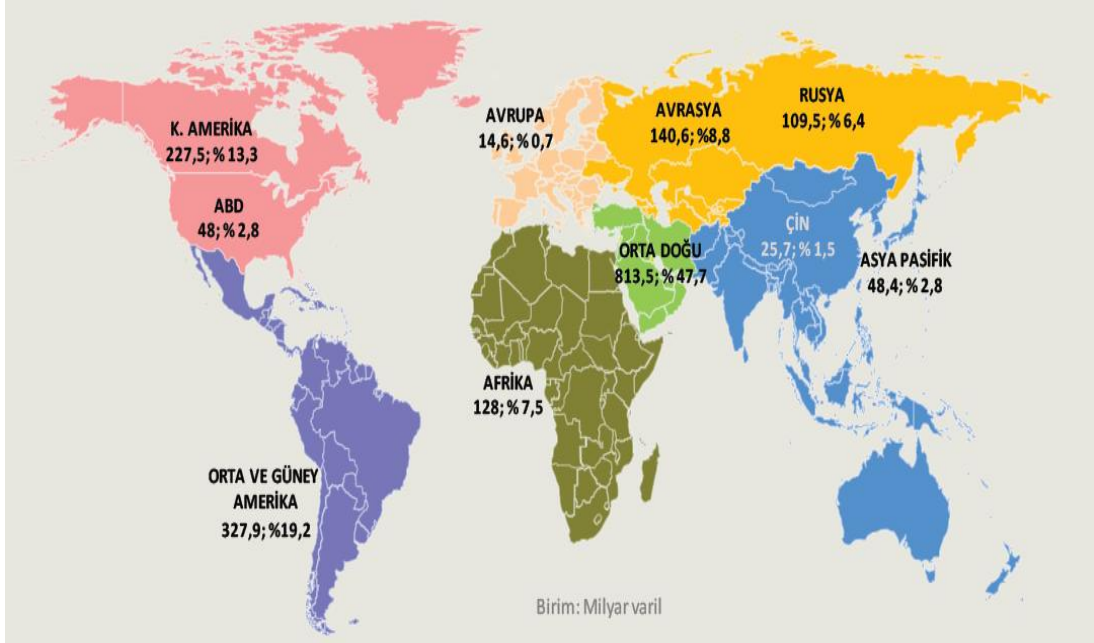 K. AMERİKA
227,5; % 13,3
ABD
48; % 2,8
AVRUPA
14,6; % 0,7
AVRASYA
140,6; %8,8
RUSYA
109,5; % 6,4
ORTA DOĞU
813,5; % 47,7
ÇİN
25,7; % 1,5
ASYA PASİFİK
48,4; % 2,8
AFRİKA
128; % 7,5
ORTA VE GÜNEY
AMERİKA
327,9; %19,2
Birim: Milyar varil